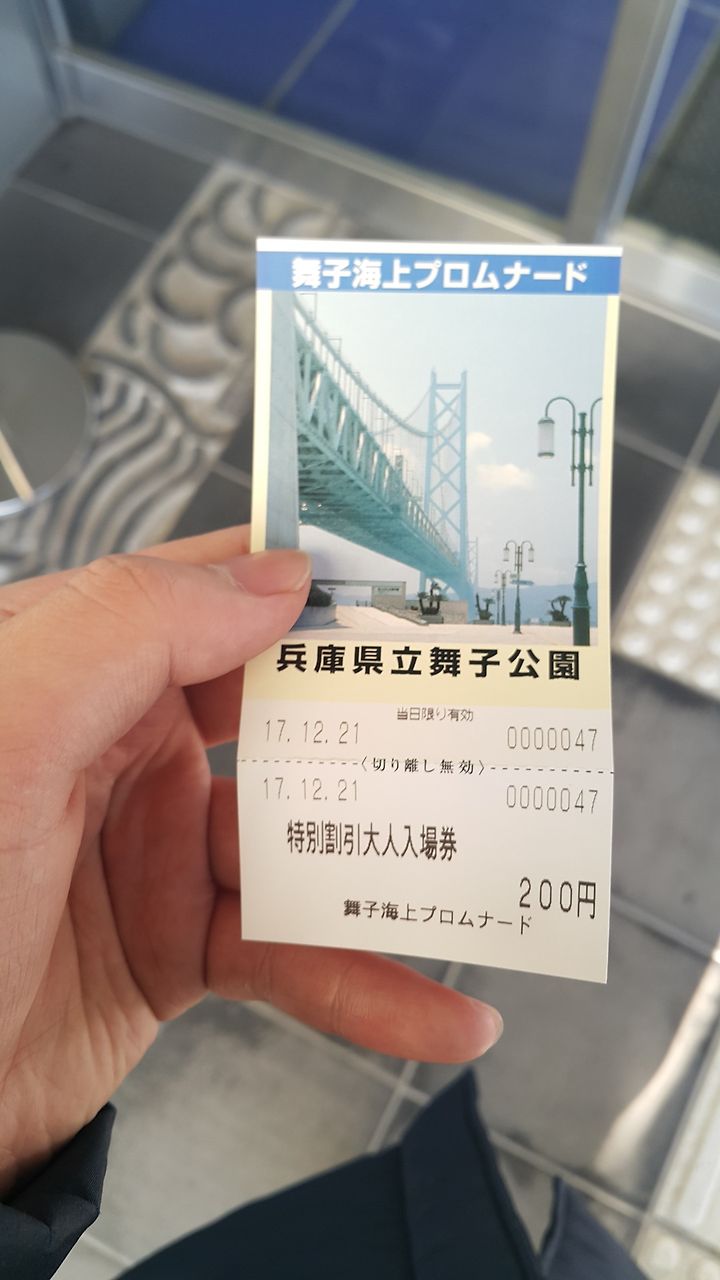 舞子海上プロムナード
兵庫県立舞子公園
当日限り有効
17.12.21 0000047
〈切り離し無効〉
17.12.21 0000047
特別割引大人入場券
200円
舞子海上プロムナード